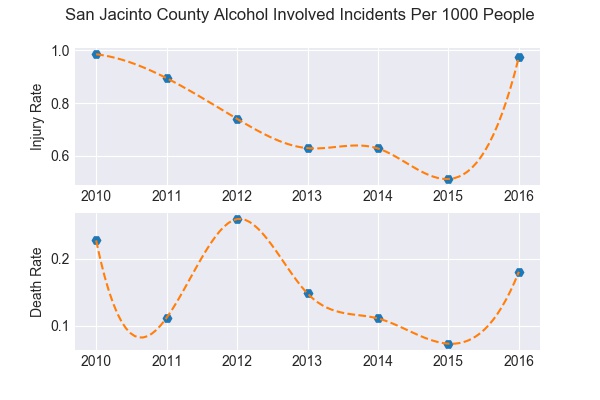 San Jacinto County Alcohol Involved Incidents Per 1000 People
1.0
0.8
0.6
Injury Rate
2010 2011 2012 2013 2014 2015 2016
0.2
0.1
Death Rate
2010 2011 2012 2013 2014 2015 2016